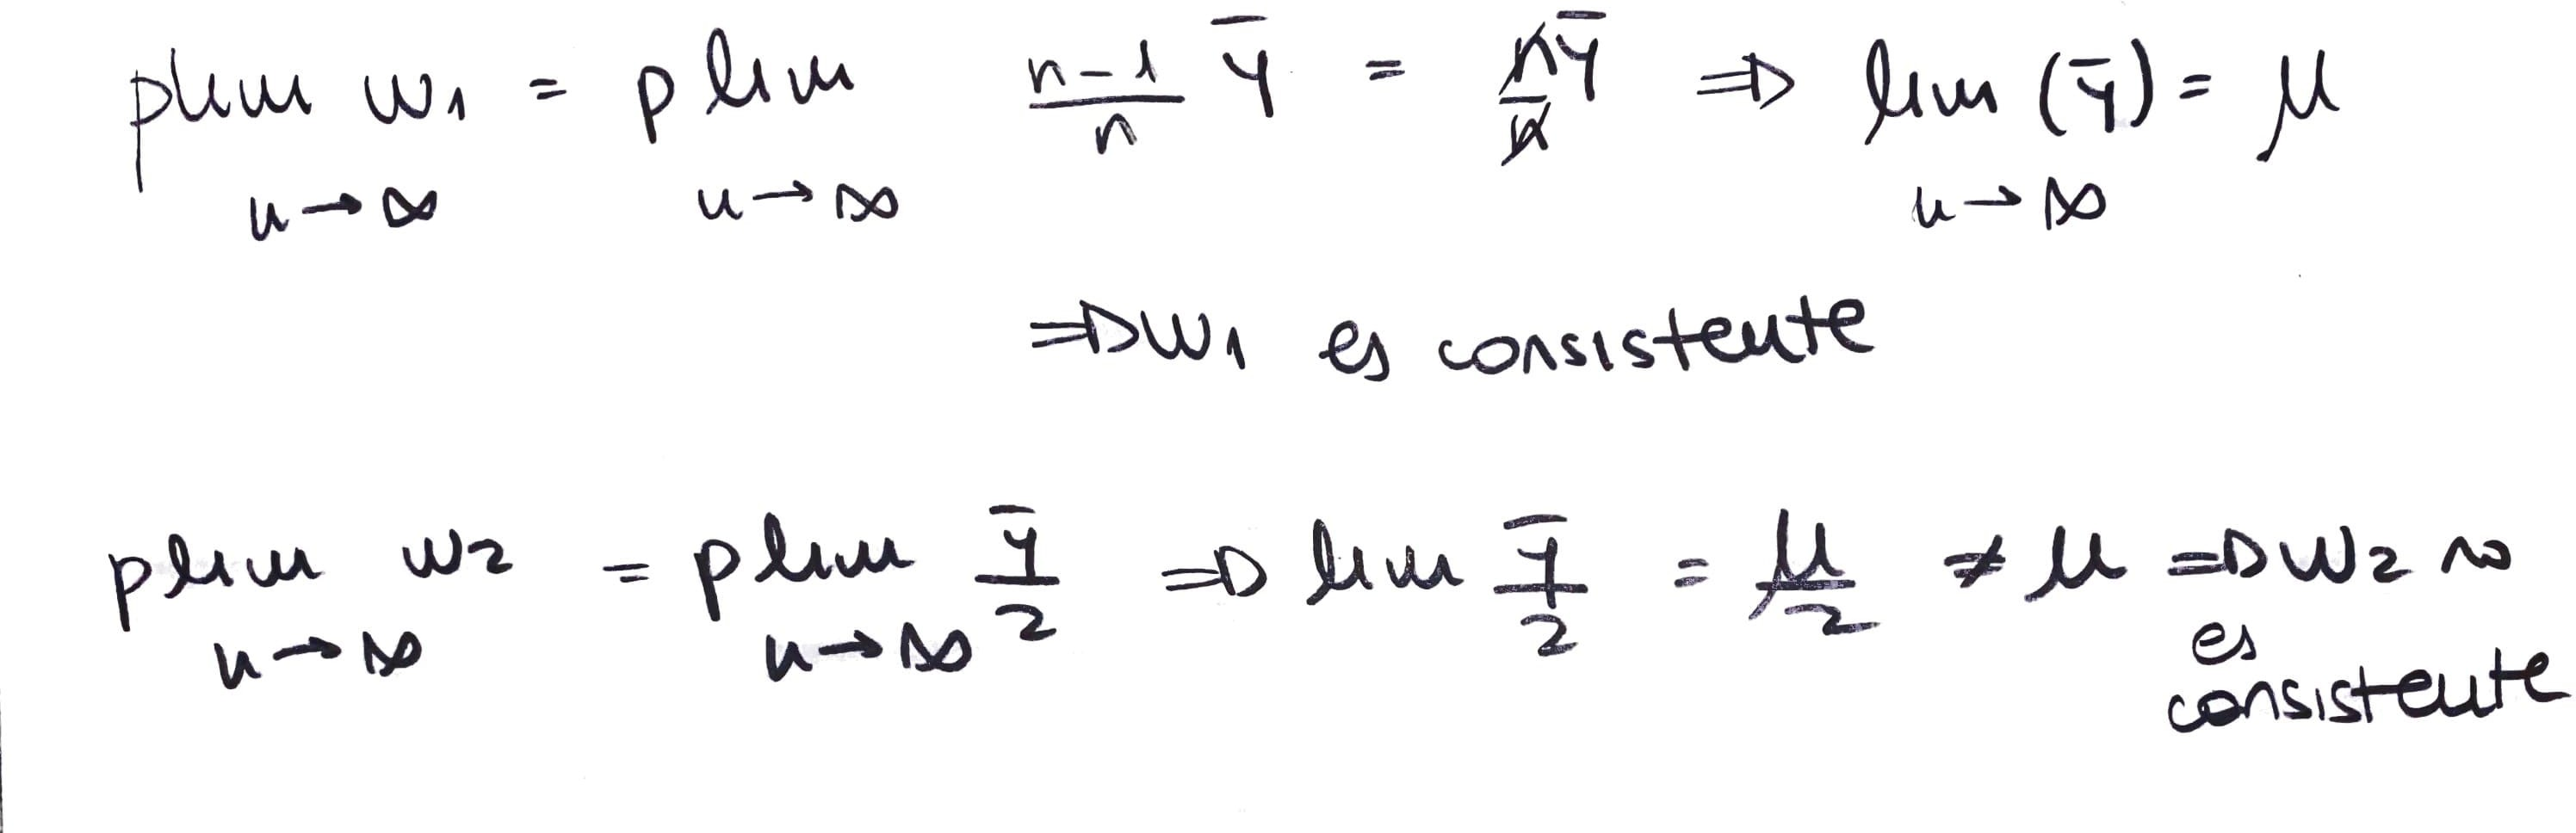 plim w1 = plim n-1/n ȳ = nȳ/n ⇒ lim (ȳ) = μ
n→∞ n→∞ n→∞
⇒ w1 es consistente
plim w2 = plim ȳ/2 ⇒ lim ȳ/2 = μ/2 ≠ μ ⇒ w2 no
n→∞ n→∞ es
consistente